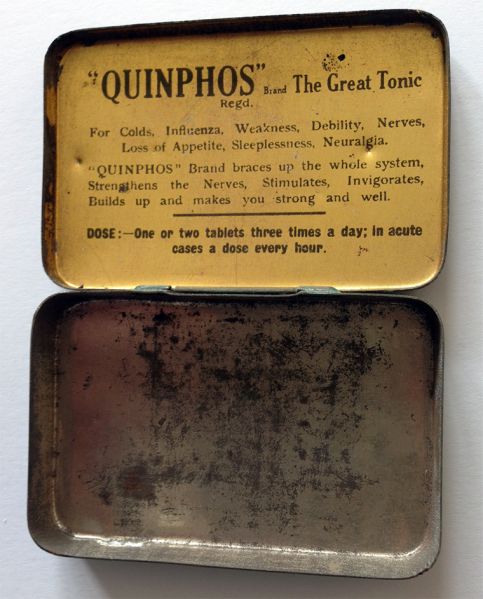 "QUINPHOS" Brand The Great Tonic
Regd.
For Colds, Influenza, Weakness, Debility, Nerves,
Loss of Appetite, Sleeplessness, Neuralgia.
"QUINPHOS" Brand braces up the whole system,
Strengthens the Nerves, Stimulates, Invigorates,
Builds up and makes you strong and well.
DOSE:—One or two tablets three times a day; in acute
cases a dose every hour.